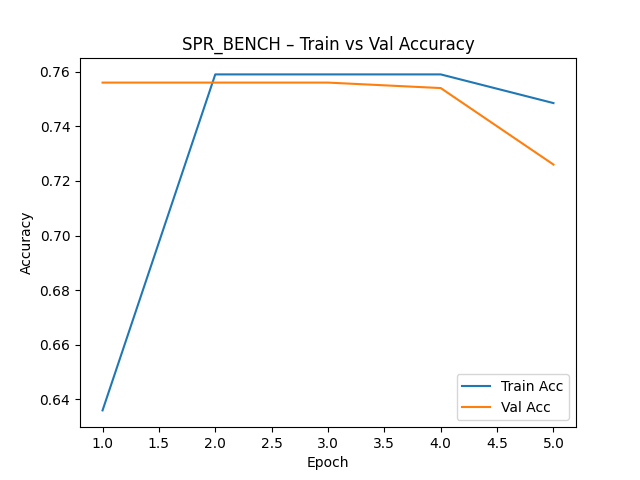 SPR_BENCH – Train vs Val Accuracy
Accuracy
0.76
0.74
0.72
0.70
0.68
0.66
0.64
Train Acc
Val Acc
1.0 1.5 2.0 2.5 3.0 3.5 4.0 4.5 5.0
Epoch